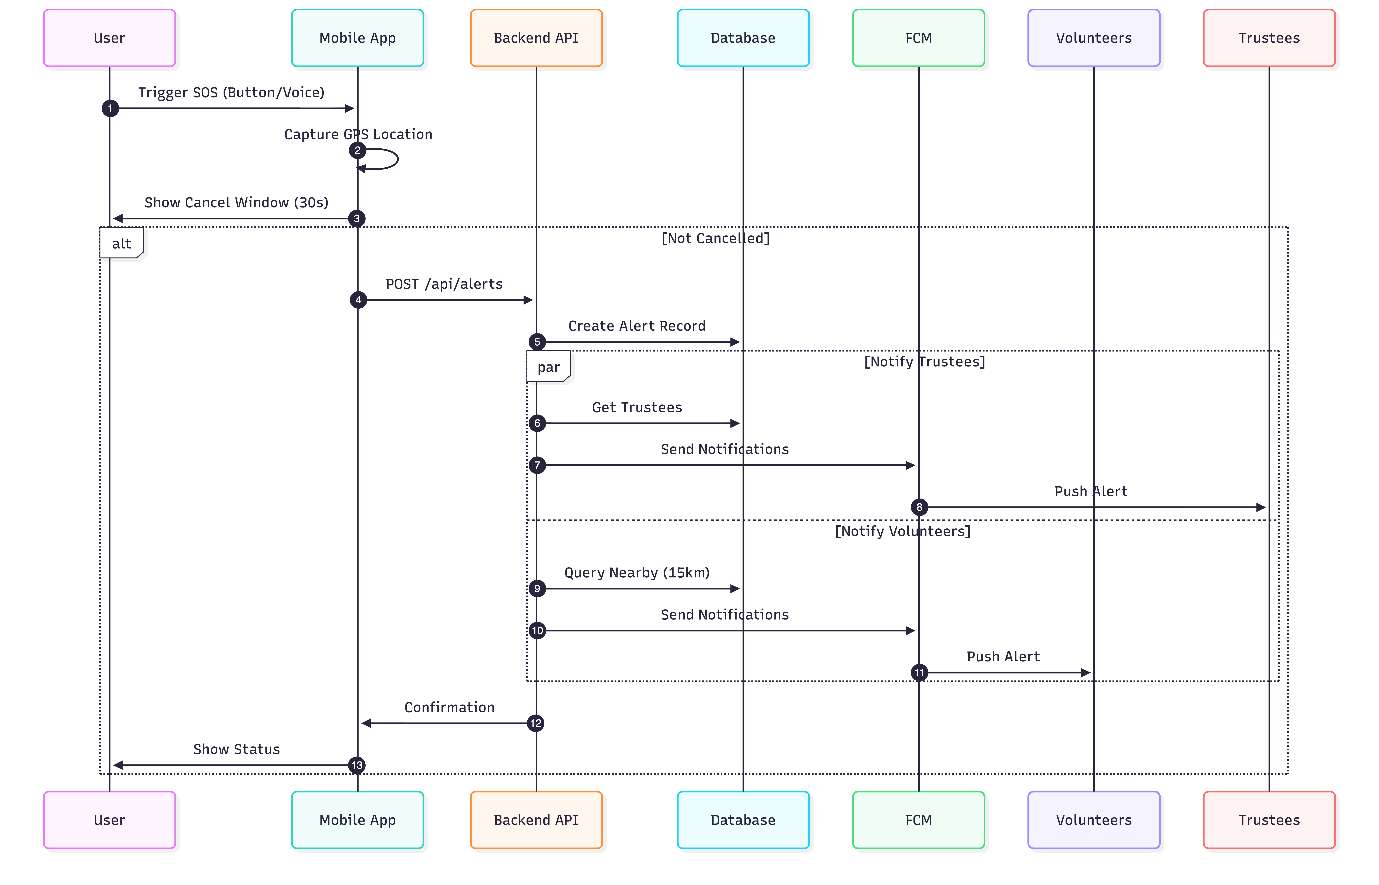 User
Mobile App
Backend API
Database
FCM
Volunteers
Trustees
Trigger SOS (Button/Voice)
1
Capture GPS Location
2
Show Cancel Window (30s)
3
alt
[Not Cancelled]
POST /api/alerts
4
Create Alert Record
5
par
[Notify Trustees]
Get Trustees
6
Send Notifications
7
Push Alert
8
[Notify Volunteers]
Query Nearby (15km)
9
Send Notifications
10
Push Alert
11
Confirmation
12
Show Status
13
User
Mobile App
Backend API
Database
FCM
Volunteers
Trustees